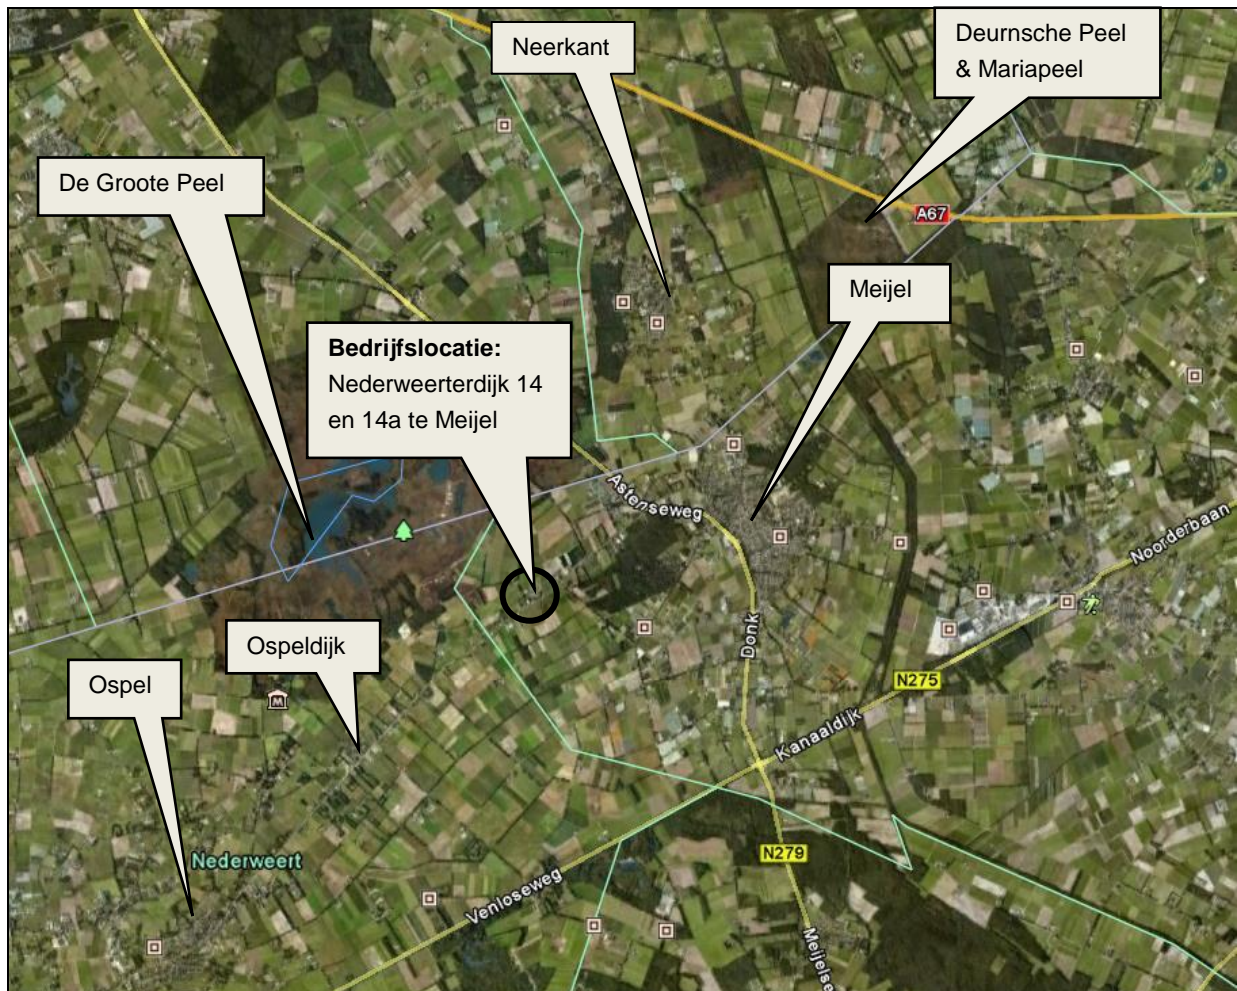 Neerkant
Deurnsche Peel
& Mariapeel
De Groote Peel
A67
Meijel
Bedrijfslocatie:
Nederweerterdijk 14
en 14a te Meijel
Astenseweg
Noorderbaan
Donk
Ospeldijk
N275
Ospel
M
Kanaaldijk
Nederweert
N279
Venloseweg
Meijelse